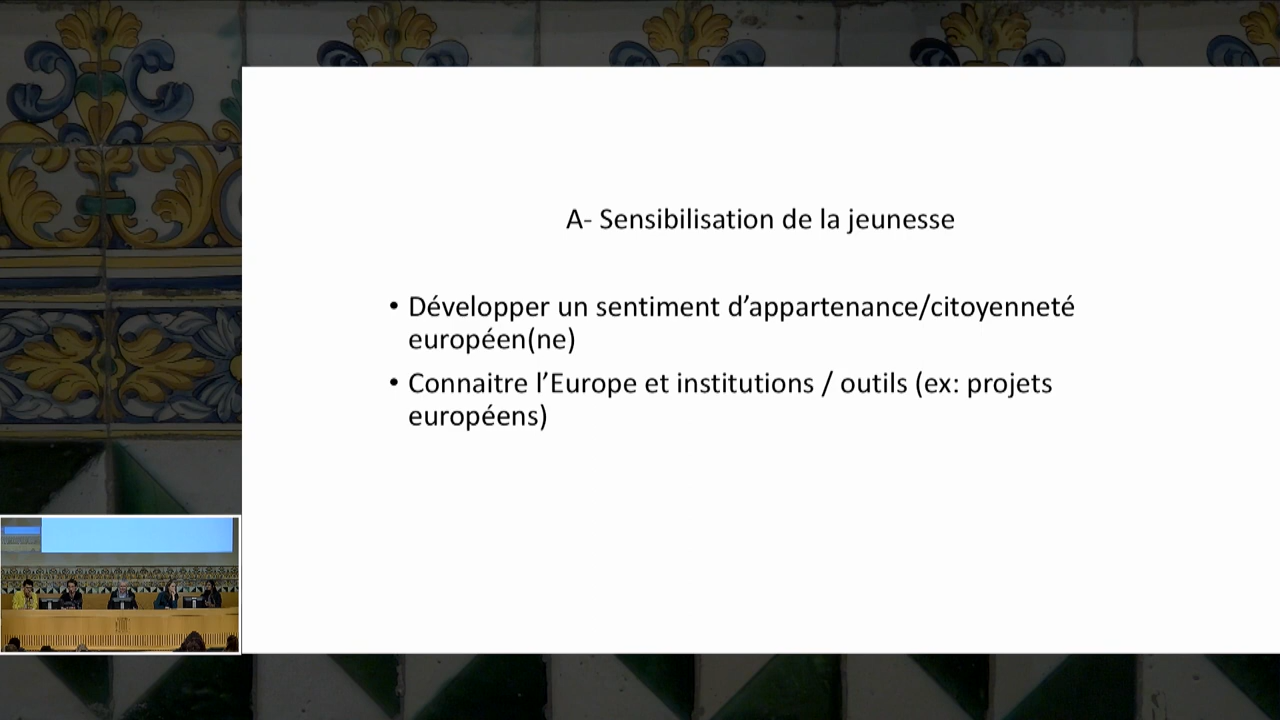 A- Sensibilisation de la jeunesse
• Développer un sentiment d’appartenance/citoyenneté
européen(ne)
• Connaitre l’Europe et institutions / outils (ex: projets
européens)